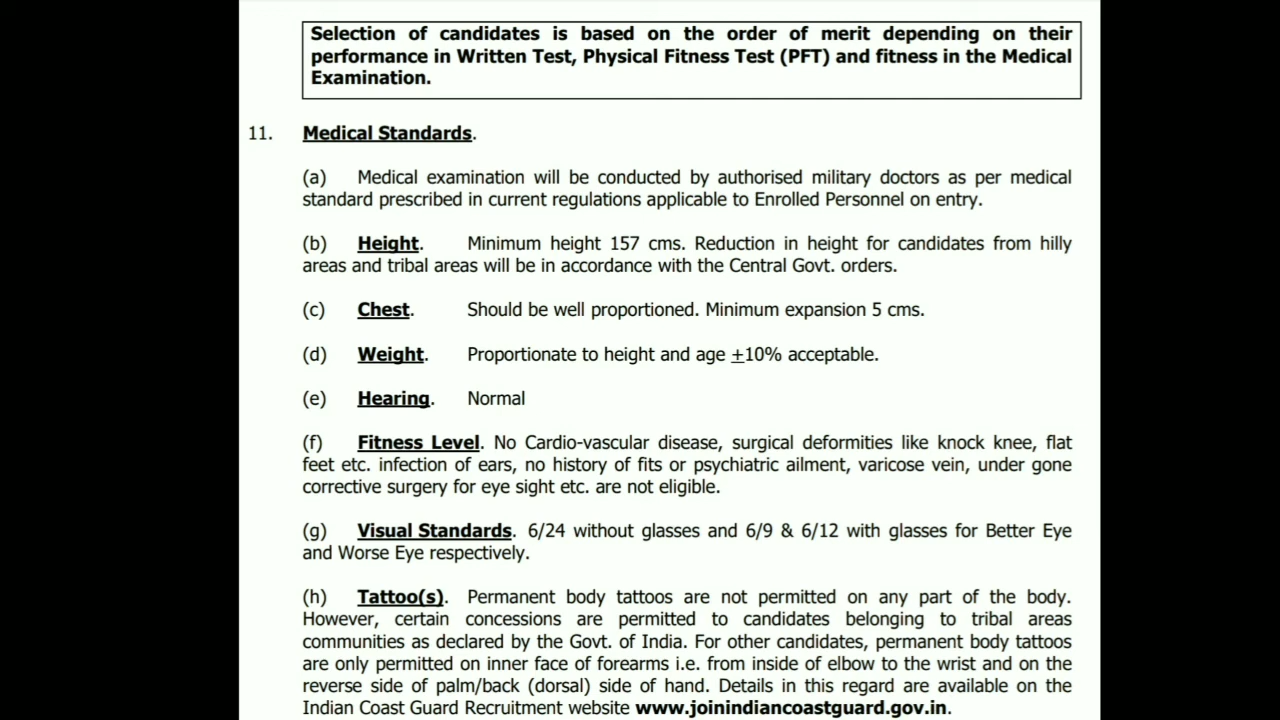 Selection of candidates is based on the order of merit depending on their
performance in Written Test, Physical Fitness Test (PFT) and fitness in the Medical
Examination.
11. Medical Standards.
(a) Medical examination will be conducted by authorised military doctors as per medical
standard prescribed in current regulations applicable to Enrolled Personnel on entry.
(b) Height. Minimum height 157 cms. Reduction in height for candidates from hilly
areas and tribal areas will be in accordance with the Central Govt. orders.
(c) Chest. Should be well proportioned. Minimum expansion 5 cms.
(d) Weight. Proportionate to height and age ±10% acceptable.
(e) Hearing. Normal
(f) Fitness Level. No Cardio-vascular disease, surgical deformities like knock knee, flat
feet etc. infection of ears, no history of fits or psychiatric ailment, varicose vein, under gone
corrective surgery for eye sight etc. are not eligible.
(g) Visual Standards. 6/24 without glasses and 6/9 & 6/12 with glasses for Better Eye
and Worse Eye respectively.
(h) Tattoo(s). Permanent body tattoos are not permitted on any part of the body.
However, certain concessions are permitted to candidates belonging to tribal areas
communities as declared by the Govt. of India. For other candidates, permanent body tattoos
are only permitted on inner face of forearms i.e. from inside of elbow to the wrist and on the
reverse side of palm/back (dorsal) side of hand. Details in this regard are available on the
Indian Coast Guard Recruitment website www.joinindiancoastguard.gov.in.